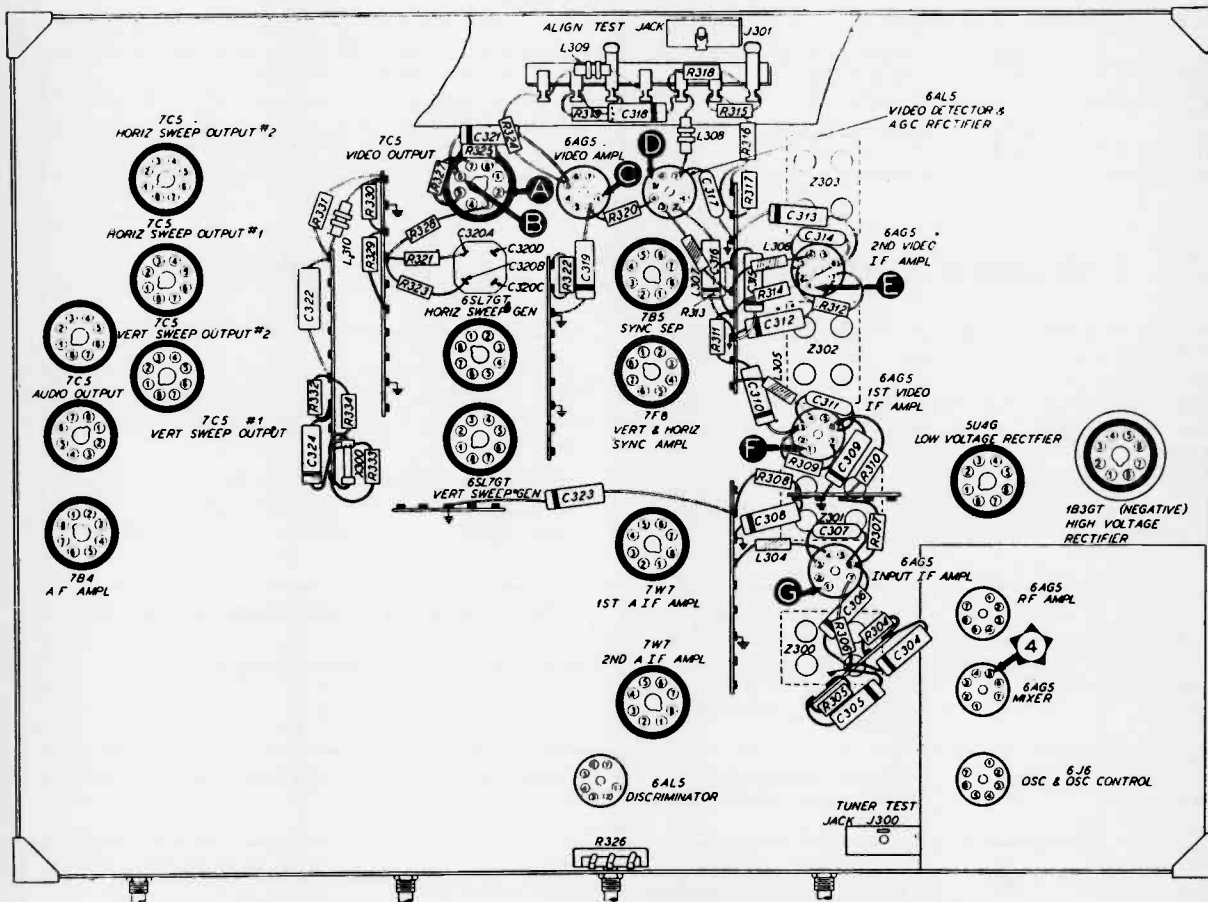 ALIGN TEST JACK
J301
L309
R318
R319
C318
R315
L308
R316
6AL5
VIDEO DETECTOR &
AGC RECTIFIER
7C5
HORIZ SWEEP OUTPUT #2
7C5
VIDEO OUTPUT
C321
R325
R324
R327
6AG5
VIDEO AMPL
A
B
C
D
R320
C317
R317
Z303
R331
L310
R330
R328
R329
R321
R323
C320A
C320D
C320B
C320C
R322
C319
C313
L306
C314
6AG5
2ND VIDEO
IF AMPL
E
7C5
HORIZ SWEEP OUTPUT #1
L307
C316
R313
C315
R314
R312
C312
R311
Z302
C322
6SL7GT
HORIZ SWEEP GEN
7B5
SYNC SEP
7C5
VERT SWEEP OUTPUT #2
7C5
AUDIO OUTPUT
7C5 #1
VERT SWEEP OUTPUT
L305
C310
C311
6AG5
1ST VIDEO
IF AMPL
7F8
VERT & HORIZ
SYNC AMPL
F
R309
C309
R310
R332
R334
C324
R300
R333
6SL7GT
VERT SWEEP GEN
C323
R308
C308
Z301
C307
R307
L304
5U4G
LOW VOLTAGE RECTFIER
1B3GT (NEGATIVE)
HIGH VOLTAGE
RECTIFIER
7B4
A F AMPL
7W7
1ST A IF AMPL
6AG5
INPUT IF AMPL
G
C306
R306
R304
C304
Z300
R305
C305
6AG5
RF AMPL
4
6AG5
MIXER
7W7
2ND A IF AMPL
6AL5
DISCRIMINATOR
6J6
OSC & OSC CONTROL
TUNER TEST
JACK J300
R326